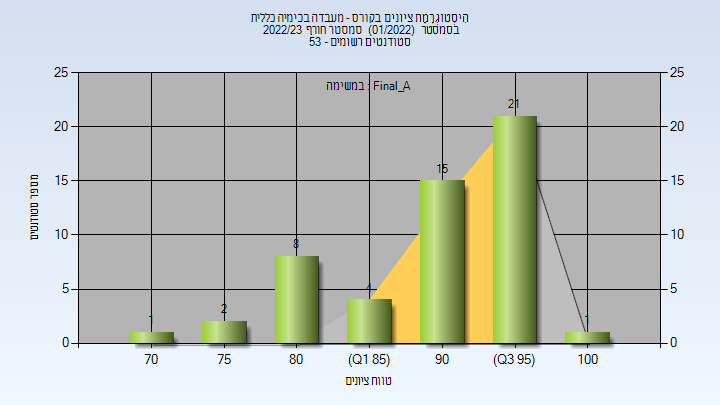 היסטוגרמת ציונים בקורס - מעבדה בכימיה כללית
בסמסטר (01/2022) סמסטר חורף 2022/23
סטודנטים רשומים - 53
במשימה : Final_A
25 25
20 20
15 15
10 10
5 5
0 0
1 2 8 4 15 21 1
70 75 80 (Q1 85) 90 (Q3 95) 100
מספר סטודנטים
טווח ציונים